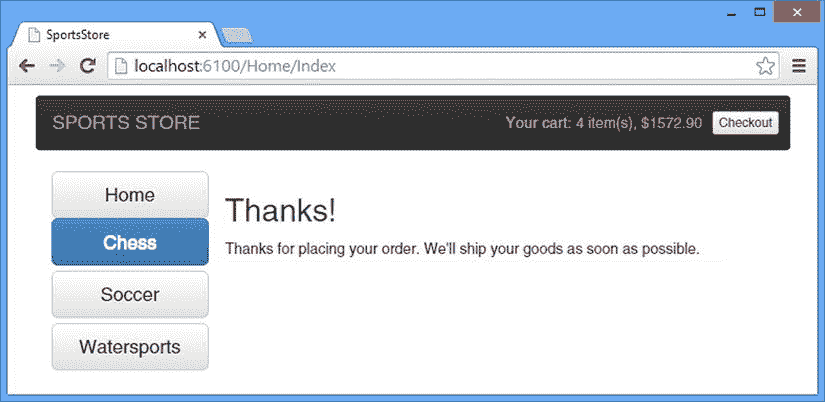 SportsStore
localhost:6100/Home/Index
SPORTS STORE Your cart: 4 item(s), $1572.90 Checkout
Home
Chess
Soccer
Watersports
Thanks!
Thanks for placing your order. We'll ship your goods as soon as possible.